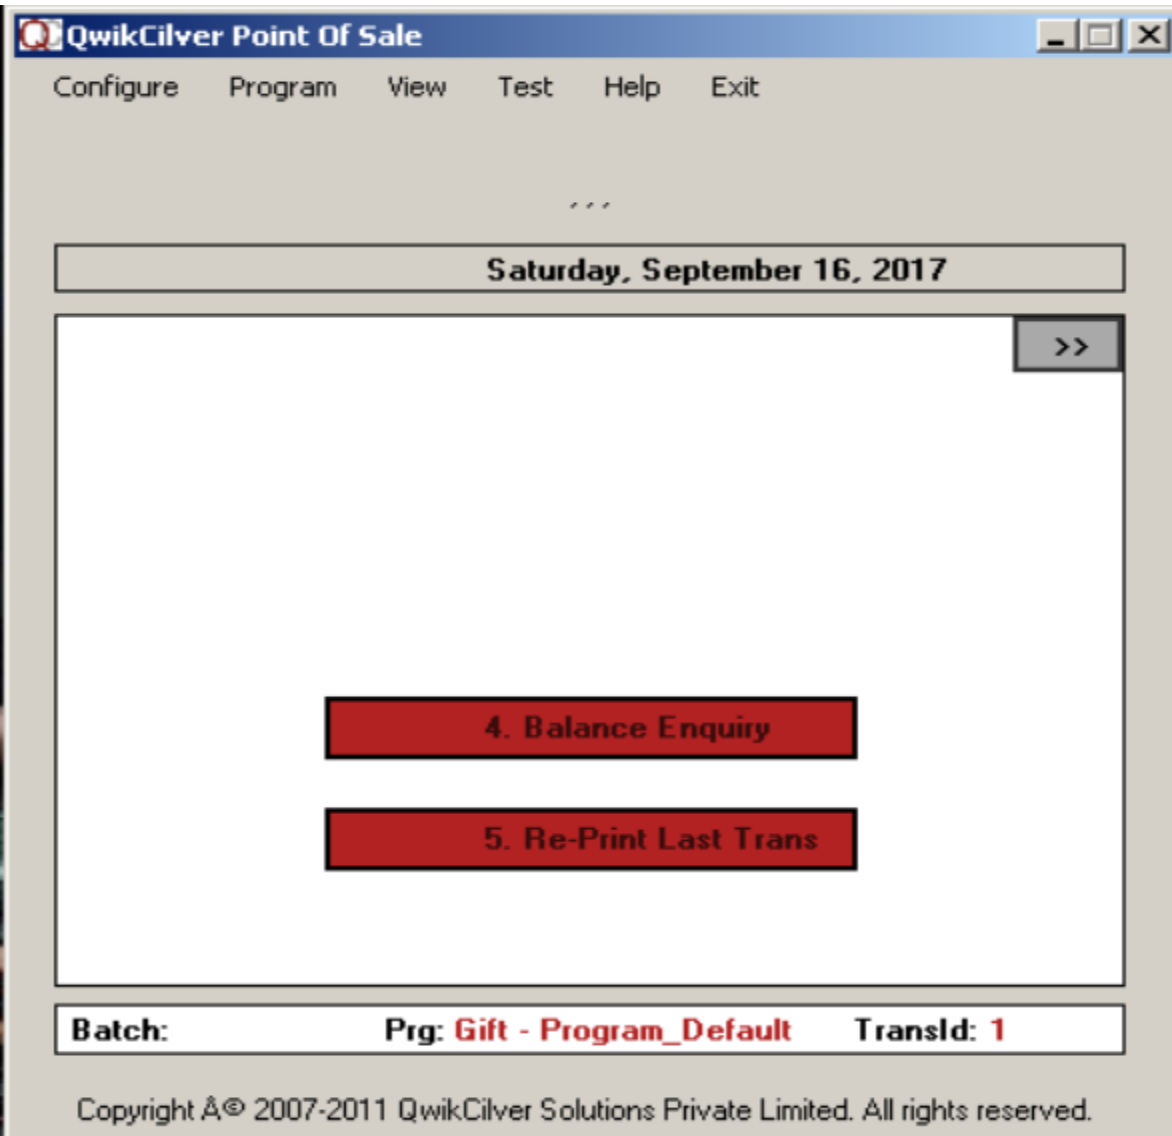 QC QwikCilver Point Of Sale
Configure Program View Test Help Exit
, , ,
Saturday, September 16, 2017
>>
4. Balance Enquiry
5. Re-Print Last Trans
Batch: Prg: Gift - Program_Default TransId: 1
Copyright Â© 2007-2011 QwikCilver Solutions Private Limited. All rights reserved.